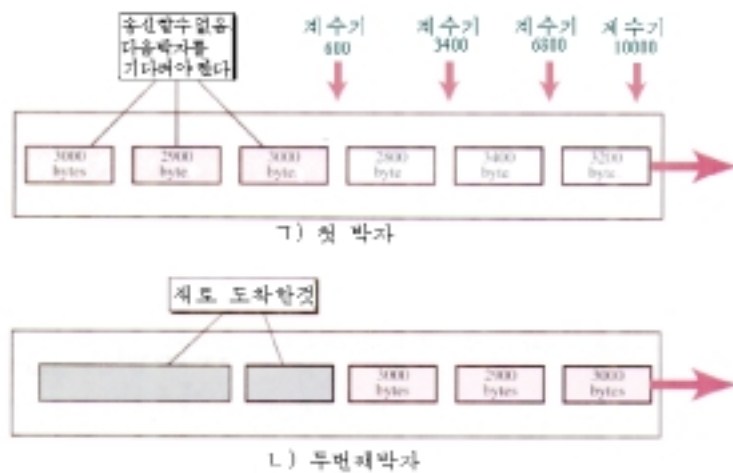 송신할수 없음.
다음박자를
기다려야 한다
계수기
600
계수기
3400
계수기
6800
계수기
10000
3000
bytes
2900
byte.
3000
byte.
2800
byte
3400
byte
3200
byte.
ㄱ) 첫 박자
새로 도착한것
3000
bytes
2900
bytes
3000
bytes
ㄴ) 두번째박자